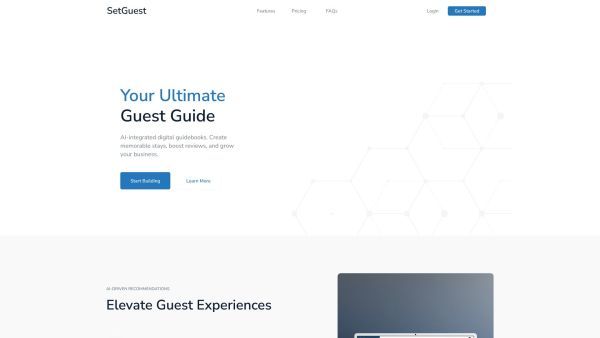 SetGuest
Features
Pricing
FAQs
Login
Get Started
Your Ultimate
Guest Guide
AI-integrated digital guidebooks. Create
memorable stays, boost reviews, and grow
your business.
Start Building
Learn More
AI-DRIVEN RECOMMENDATIONS
Elevate Guest Experiences